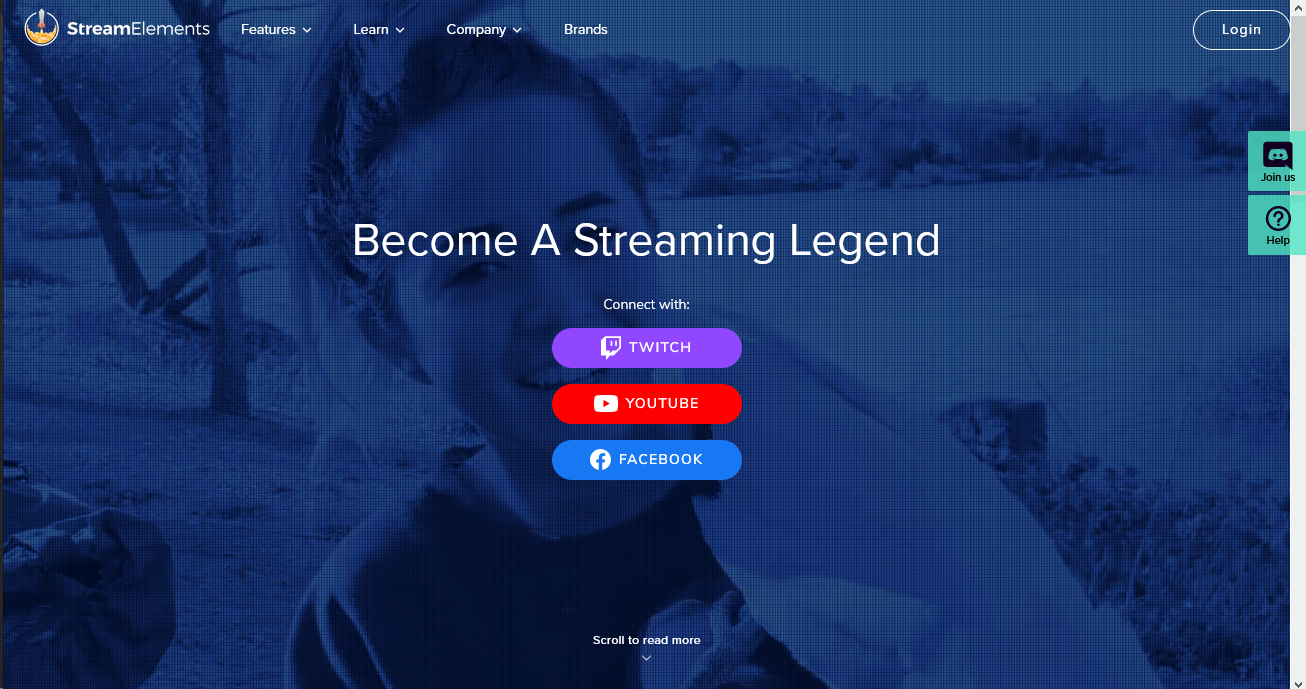 StreamElements
Features
Learn
Company
Brands
Login
Join us
Help
Become A Streaming Legend
Connect with:
TWITCH
YOUTUBE
FACEBOOK
Scroll to read more